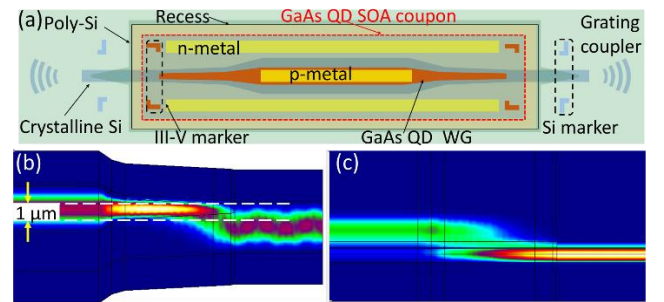 (a) Poly-Si
Recess
GaAs QD SOA coupon
Grating
coupler
n-metal
p-metal
Crystalline Si
III-V marker
GaAs QD WG
Si marker
(b)
1 μm
(c)